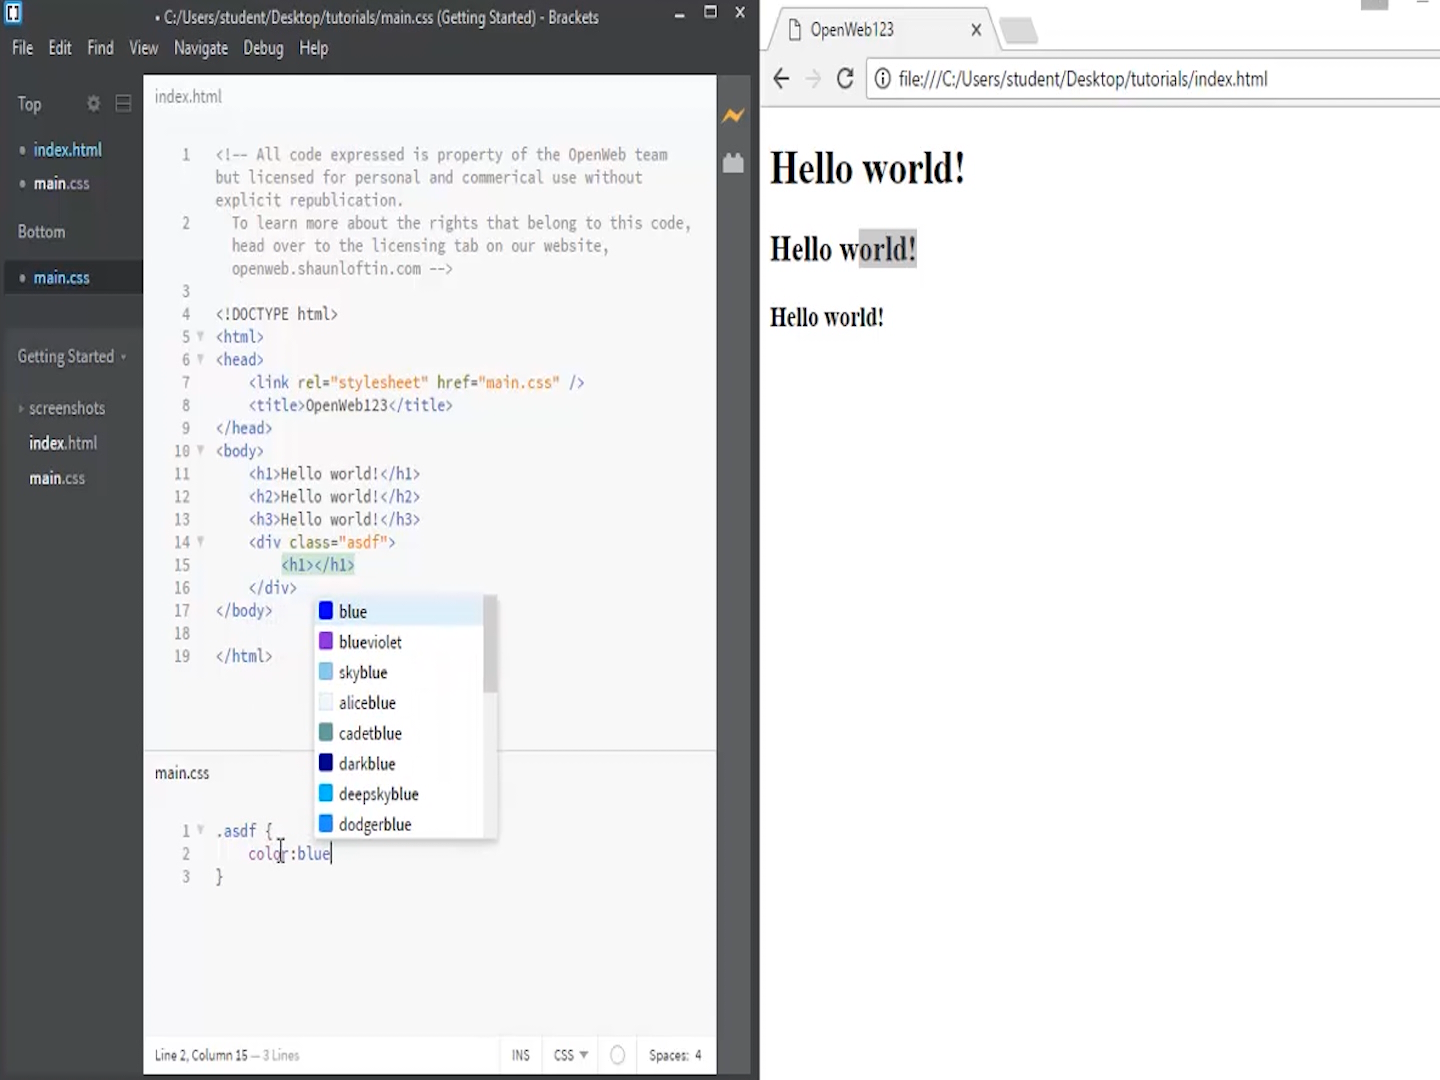 • C:/Users/student/Desktop/tutorials/main.css (Getting Started) - Brackets
File Edit Find View Navigate Debug Help
Top
• index.html
• main.css
Bottom
• main.css
Getting Started
screenshots
index.html
main.css
index.html
1 <!-- All code expressed is property of the OpenWeb team
but licensed for personal and commerical use without
explicit republication.
2 To learn more about the rights that belong to this code,
head over to the licensing tab on our website,
openweb.shaunloftin.com -->
3
4 <!DOCTYPE html>
5 <html>
6 <head>
7 <link rel="stylesheet" href="main.css" />
8 <title>OpenWeb123</title>
9 </head>
10 <body>
11 <h1>Hello world!</h1>
12 <h2>Hello world!</h2>
13 <h3>Hello world!</h3>
14 <div class="asdf">
15 <h1></h1>
16 </div>
17 </body>
18
19 </html>
blue
blueviolet
skyblue
aliceblue
cadetblue
darkblue
deepskyblue
dodgerblue
main.css
1 .asdf {
2 color:blue
3 }
Line 2, Column 15 — 3 Lines INS CSS Spaces: 4
OpenWeb123
file:///C:/Users/student/Desktop/tutorials/index.html
Hello world!
Hello world!
Hello world!